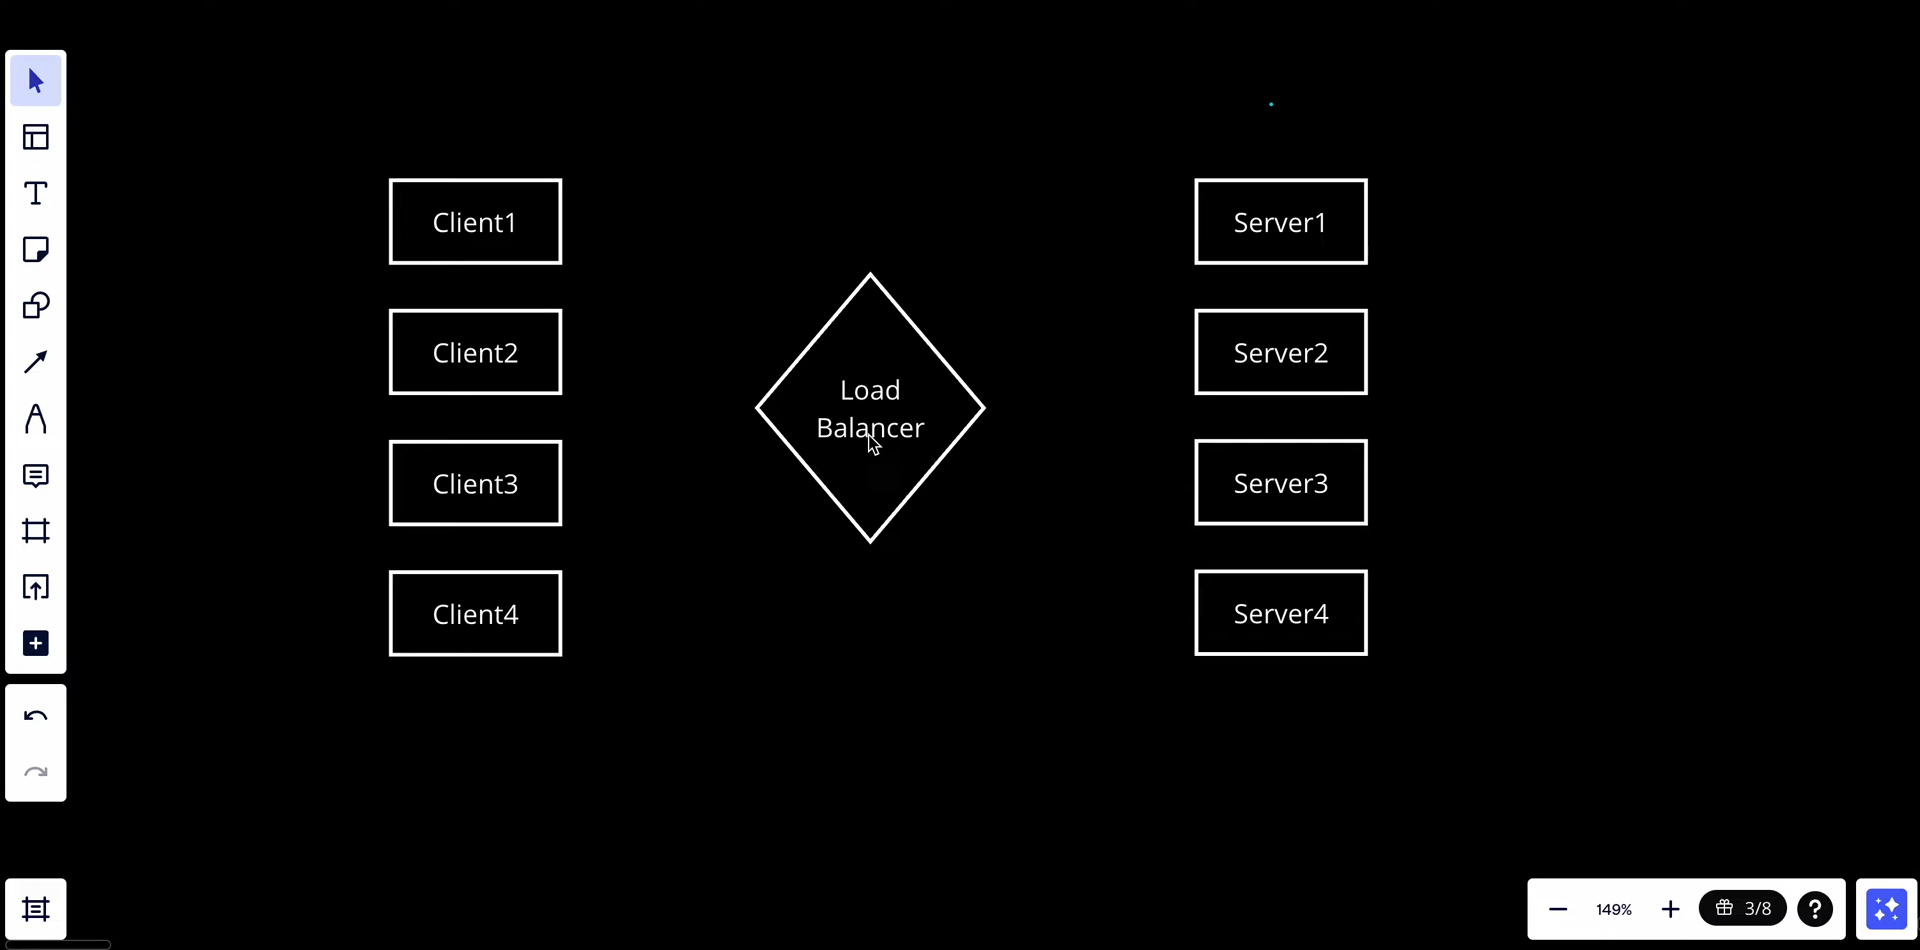 Client1
Server1
Client2
Server2
Load
Balancer
Client3
Server3
Client4
Server4
149%
3/8
?